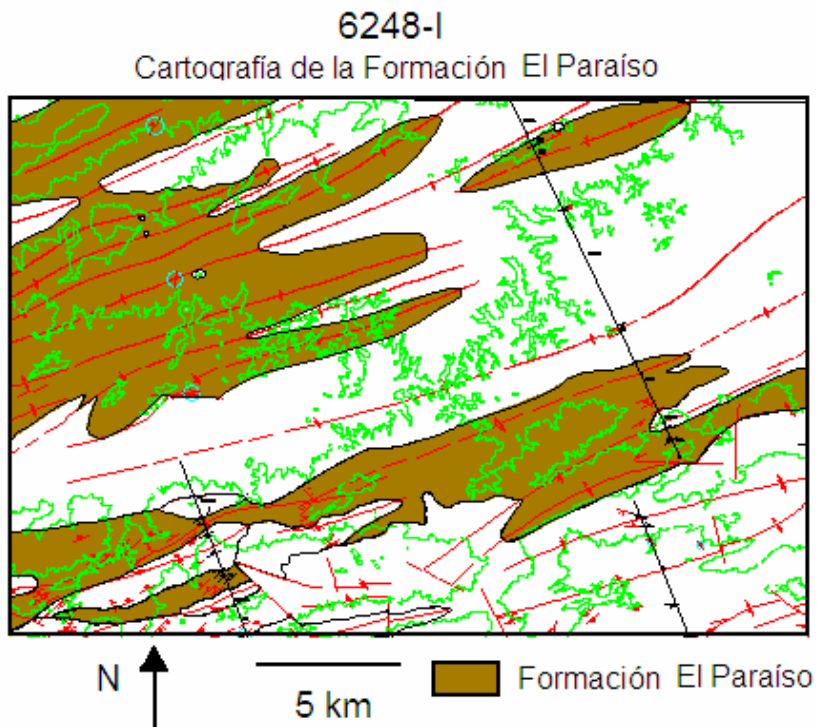 6248-I
Cartografía de la Formación El Paraíso
N
5 km
Formación El Paraíso